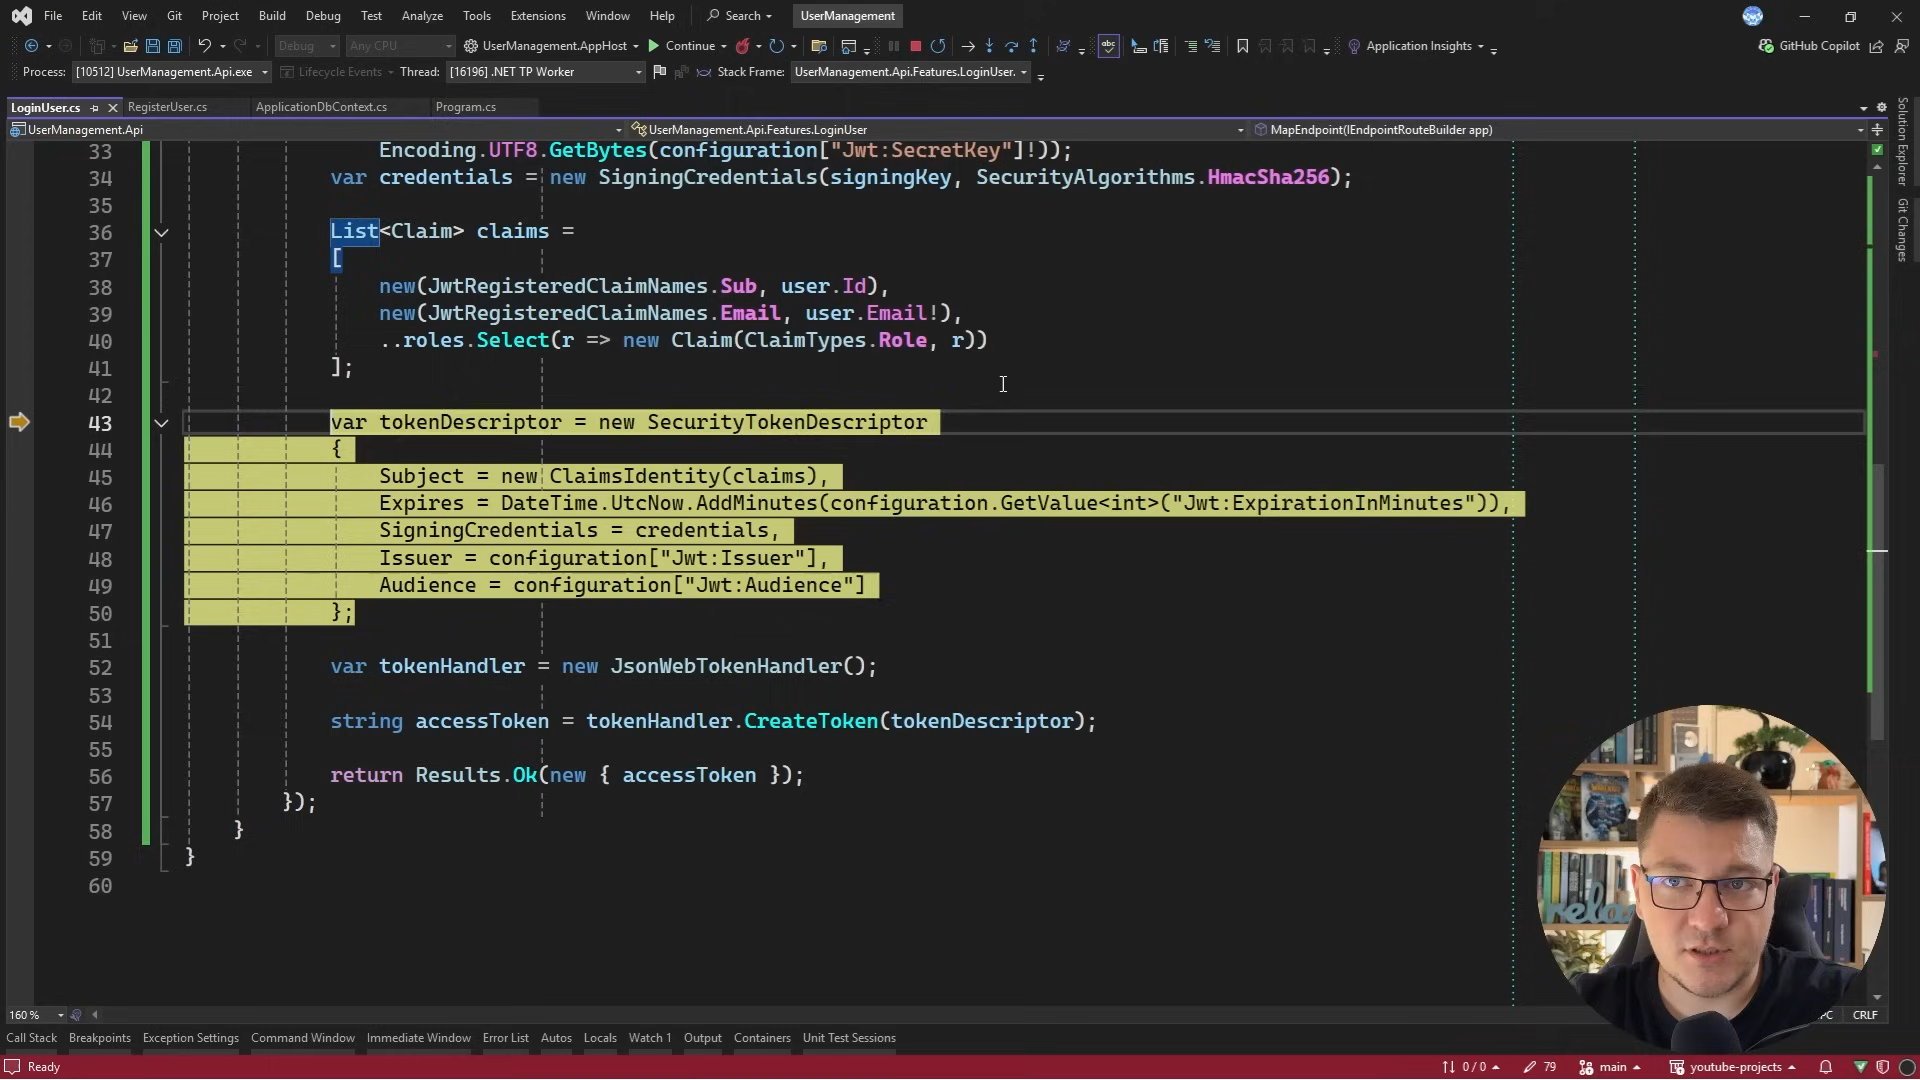 File Edit View Git Project Build Debug Test Analyze Tools Extensions Window Help Search UserManagement
Debug Any CPU UserManagement.AppHost Continue Application Insights GitHub Copilot
Process: [10512] UserManagement.Api.exe Lifecycle Events Thread: [16196] .NET TP Worker Stack Frame: UserManagement.Api.Features.LoginUser.
LoginUser.cs RegisterUser.cs ApplicationDbContext.cs Program.cs
UserManagement.Api UserManagement.Api.Features.LoginUser MapEndpoint(IEndpointRouteBuilder app)
33 Encoding.UTF8.GetBytes(configuration["Jwt:SecretKey"]!));
34 var credentials = new SigningCredentials(signingKey, SecurityAlgorithms.HmacSha256);
35
36 List<Claim> claims =
37 [
38 new(JwtRegisteredClaimNames.Sub, user.Id),
39 new(JwtRegisteredClaimNames.Email, user.Email!),
40 ..roles.Select(r => new Claim(ClaimTypes.Role, r))
41 ];
42
43 var tokenDescriptor = new SecurityTokenDescriptor
44 {
45 Subject = new ClaimsIdentity(claims),
46 Expires = DateTime.UtcNow.AddMinutes(configuration.GetValue<int>("Jwt:ExpirationInMinutes")),
47 SigningCredentials = credentials,
48 Issuer = configuration["Jwt:Issuer"],
49 Audience = configuration["Jwt:Audience"]
50 };
51
52 var tokenHandler = new JsonWebTokenHandler();
53
54 string accessToken = tokenHandler.CreateToken(tokenDescriptor);
55
56 return Results.Ok(new { accessToken });
57 });
58 }
59 }
60
Solution Explorer
Git Changes
relax
160 % CRLF
Call Stack Breakpoints Exception Settings Command Window Immediate Window Error List Autos Locals Watch 1 Output Containers Unit Test Sessions
Ready 0 / 0 79 main youtube-projects